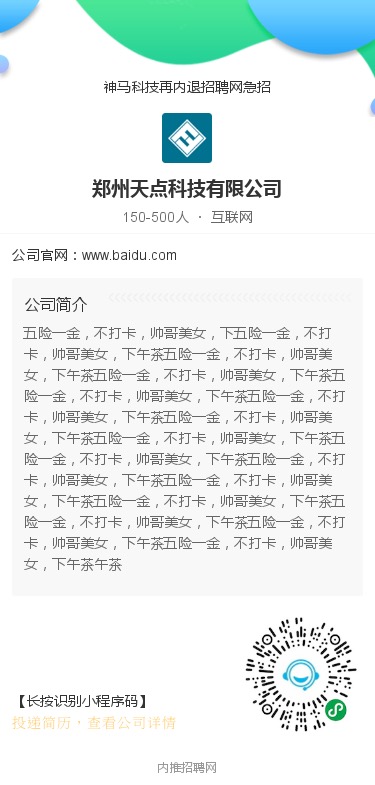 神马科技再内退招聘网急招
郑州天点科技有限公司
150-500人 · 互联网
公司官网：www.baidu.com
公司简介
五险一金，不打卡，帅哥美女，下五险一金，不打
卡，帅哥美女，下午茶五险一金，不打卡，帅哥美
女，下午茶五险一金，不打卡，帅哥美女，下午茶五
险一金，不打卡，帅哥美女，下午茶五险一金，不打
卡，帅哥美女，下午茶五险一金，不打卡，帅哥美
女，下午茶五险一金，不打卡，帅哥美女，下午茶五
险一金，不打卡，帅哥美女，下午茶五险一金，不打
卡，帅哥美女，下午茶五险一金，不打卡，帅哥美
女，下午茶五险一金，不打卡，帅哥美女，下午茶五
险一金，不打卡，帅哥美女，下午茶五险一金，不打
卡，帅哥美女，下午茶五险一金，不打卡，帅哥美
女，下午茶午茶
【长按识别小程序码】
投递简历，查看公司详情
内推招聘网